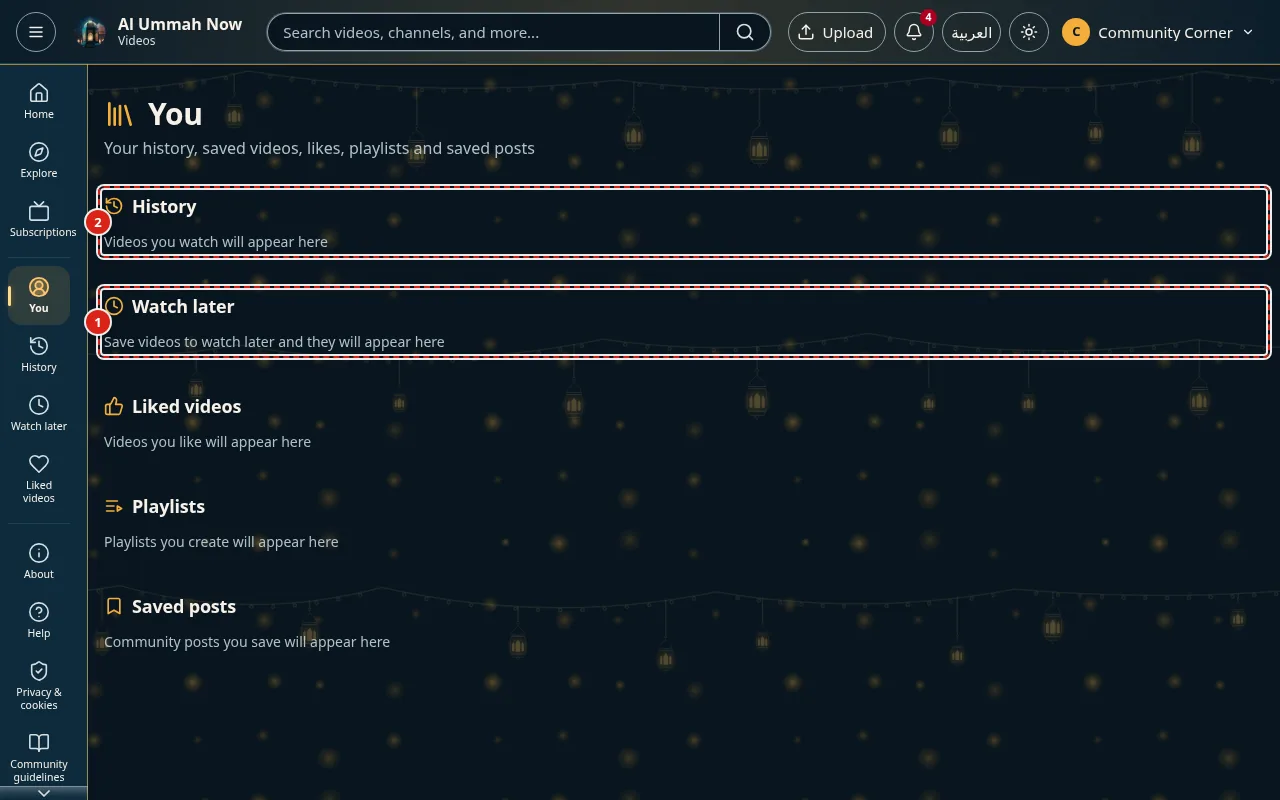 Al Ummah Now
Videos
Search videos, channels, and more...
Upload
4
العربية
C
Community Corner
Home
Explore
Subscriptions
You
History
Watch later
Liked
videos
About
Help
Privacy &
cookies
Community
guidelines
You
Your history, saved videos, likes, playlists and saved posts
2
History
Videos you watch will appear here
1
Watch later
Save videos to watch later and they will appear here
Liked videos
Videos you like will appear here
Playlists
Playlists you create will appear here
Saved posts
Community posts you save will appear here